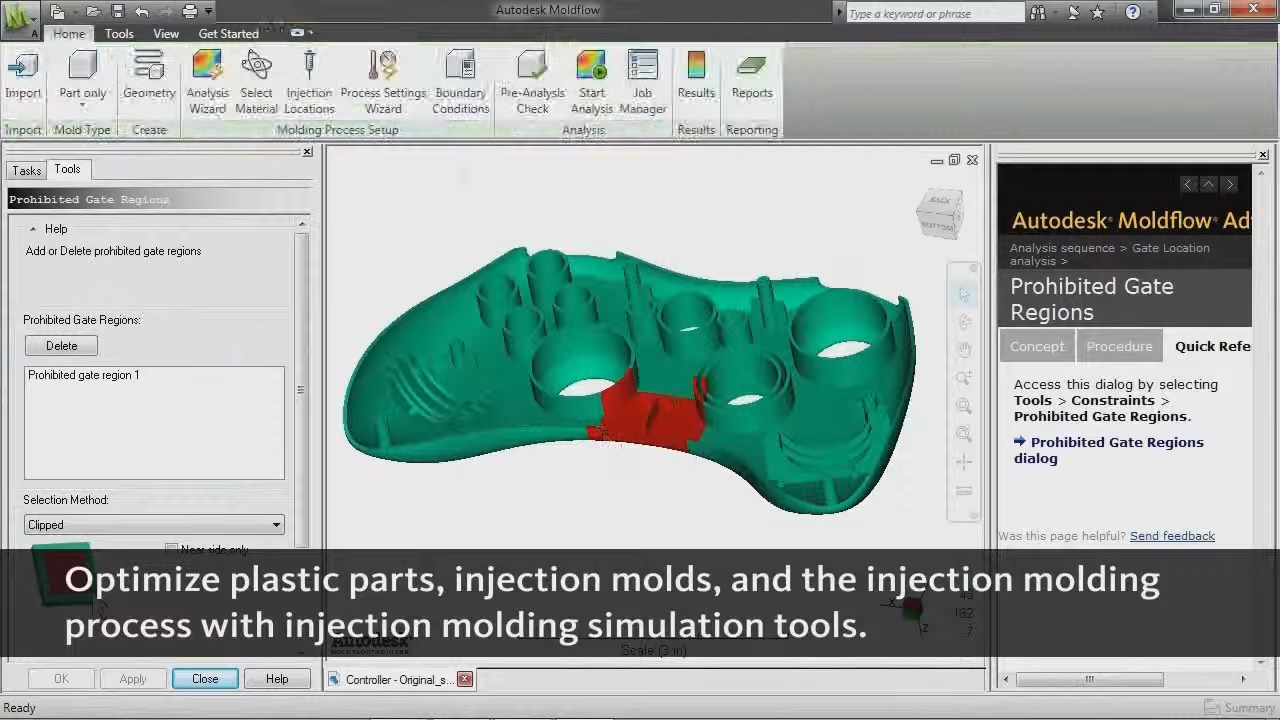 Autodesk Moldflow
Type a keyword or phrase
Home Tools View Get Started
Import Part only Geometry Analysis Wizard Select Material Injection Locations Process Settings Wizard Boundary Conditions Pre-Analysis Check Start Analysis Job Manager Results Reports
Import Mold Type Create Molding Process Setup Analysis Results Reporting
Tasks Tools
Prohibited Gate Regions
Help
Add or Delete prohibited gate regions
Prohibited Gate Regions:
Delete
Prohibited gate region 1
Selection Method:
Clipped
Near side only
BACK
BOTTOM
Autodesk® Moldflow® Ad
Analysis sequence > Gate Location
analysis >
Prohibited Gate
Regions
Concept Procedure Quick Refe
Access this dialog by selecting
Tools > Constraints >
Prohibited Gate Regions.
Prohibited Gate Regions
dialog
Was this page helpful? Send feedback
Optimize plastic parts, injection molds, and the injection molding
process with injection molding simulation tools.
Autodesk
OK Apply Close Help
Controller - Original_s...
Ready
Summary